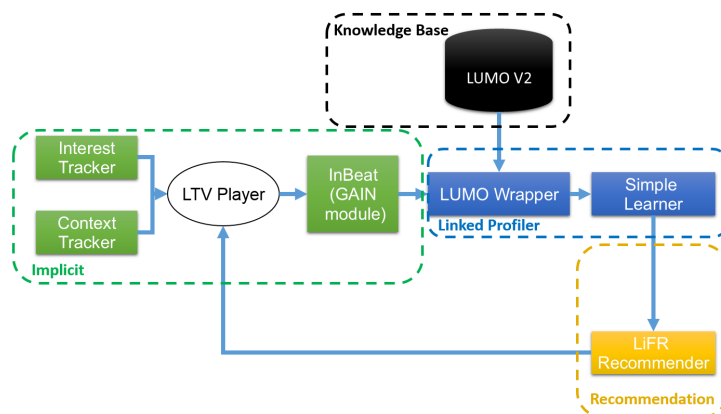 Knowledge Base
LUMO V2
Interest
Tracker
Context
Tracker
LTV Player
InBeat
(GAIN
module)
Implicit
LUMO Wrapper
Simple
Learner
Linked Profiler
LiFR
Recommender
Recommendation